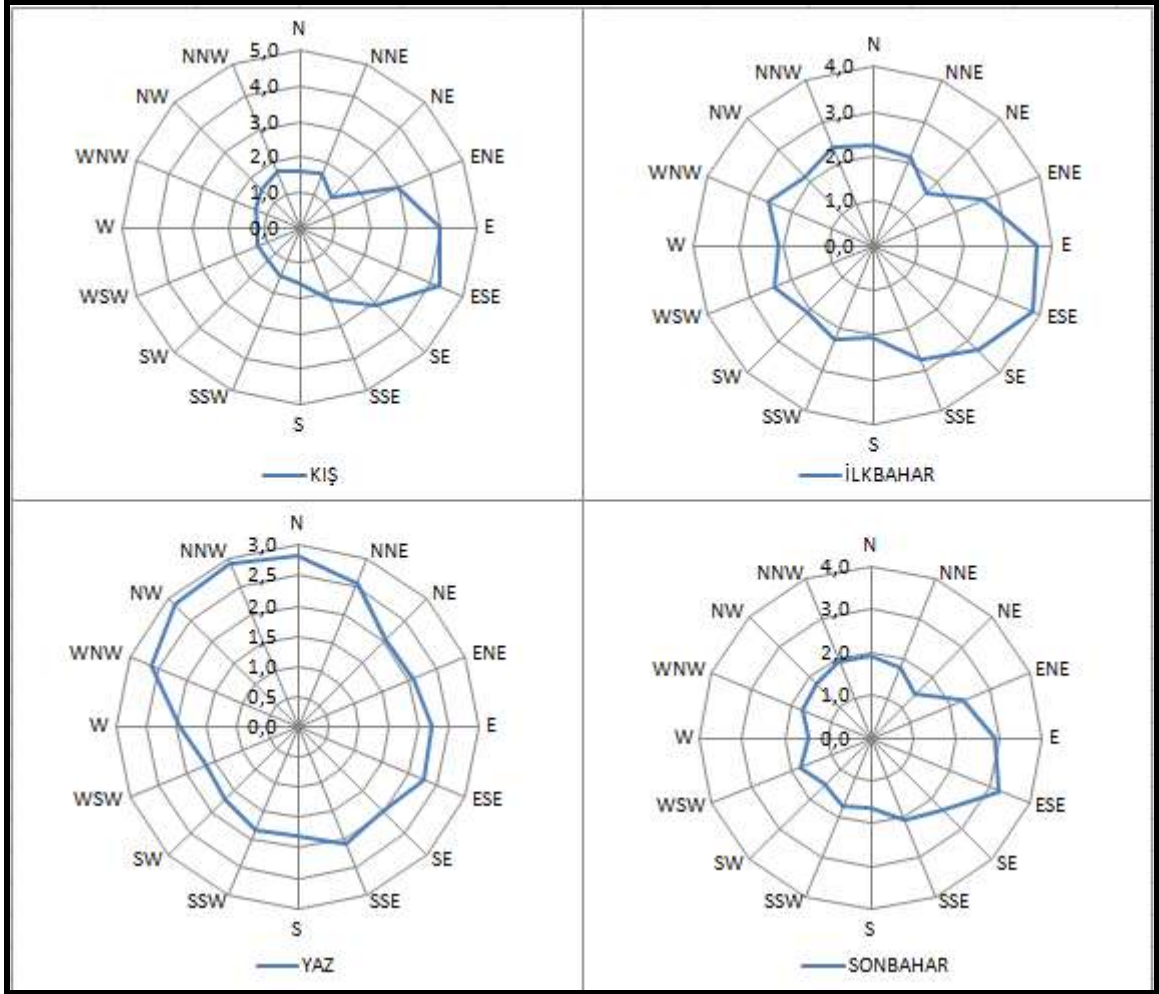 N
NNW 5,0 NNE
NW 4,0 NE
3,0
WNW 2,0 ENE
1,0
W 0,0 E
WSW ESE
SW SE
SSW SSE
S
KIŞ
N
NNW 4,0 NNE
NW 3,0 NE
WNW 2,0 ENE
1,0
W 0,0 E
WSW ESE
SW SE
SSW SSE
S
İLKBAHAR
N
NNW 3,0 NNE
2,5
NW 2,0 NE
1,5
WNW 1,0 ENE
0,5
W 0,0 E
WSW ESE
SW SE
SSW SSE
S
YAZ
N
NNW 4,0 NNE
NW 3,0 NE
2,0
WNW 1,0 ENE
W 0,0 E
WSW ESE
SW SE
SSW SSE
S
SONBAHAR